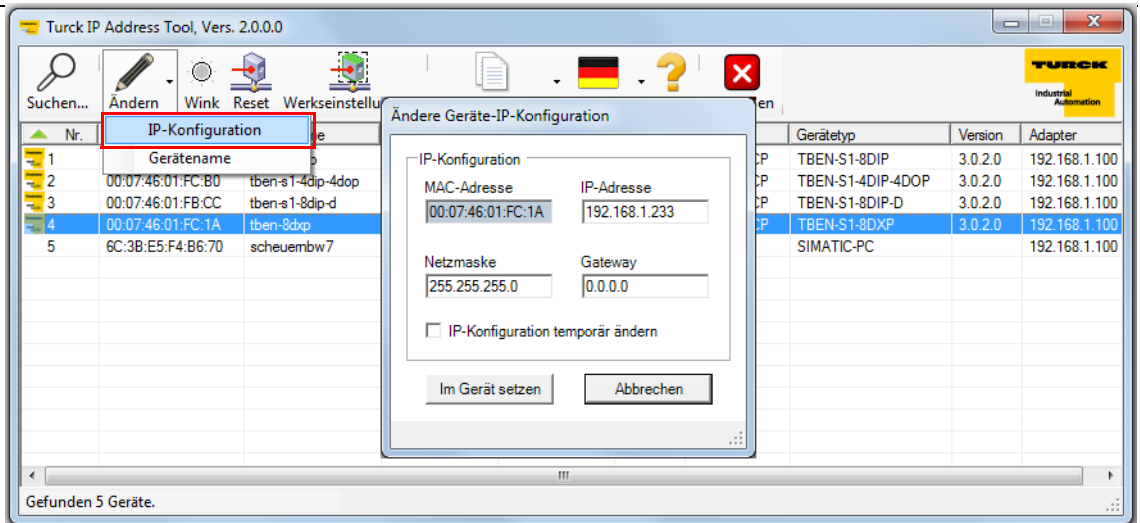 Turck IP Address Tool, Vers. 2.0.0.0
TURCK
Industrial
Automation
Suchen... Ändern Wink Reset Werkseinstellu en
IP-Konfiguration
Gerätename
Nr. Gerätetyp Version Adapter
1 CP TBEN-S1-8DIP 3.0.2.0 192.168.1.100
2 00:07:46:01:FC:B0 tben-s1-4dip-4dop CP TBEN-S1-4DIP-4DOP 3.0.2.0 192.168.1.100
3 00:07:46:01:FB:CC tben-s1-8dip-d CP TBEN-S1-8DIP-D 3.0.2.0 192.168.1.100
4 00:07:46:01:FC:1A tben-8dxp CP TBEN-S1-8DXP 3.0.2.0 192.168.1.100
5 6C:3B:E5:F4:B6:70 scheuembw7 SIMATIC-PC 192.168.1.100
Ändere Geräte-IP-Konfiguration
IP-Konfiguration
MAC-Adresse IP-Adresse
00:07:46:01:FC:1A 192.168.1.233
Netzmaske Gateway
255.255.255.0 0.0.0.0
IP-Konfiguration temporär ändern
Im Gerät setzen Abbrechen
Gefunden 5 Geräte.